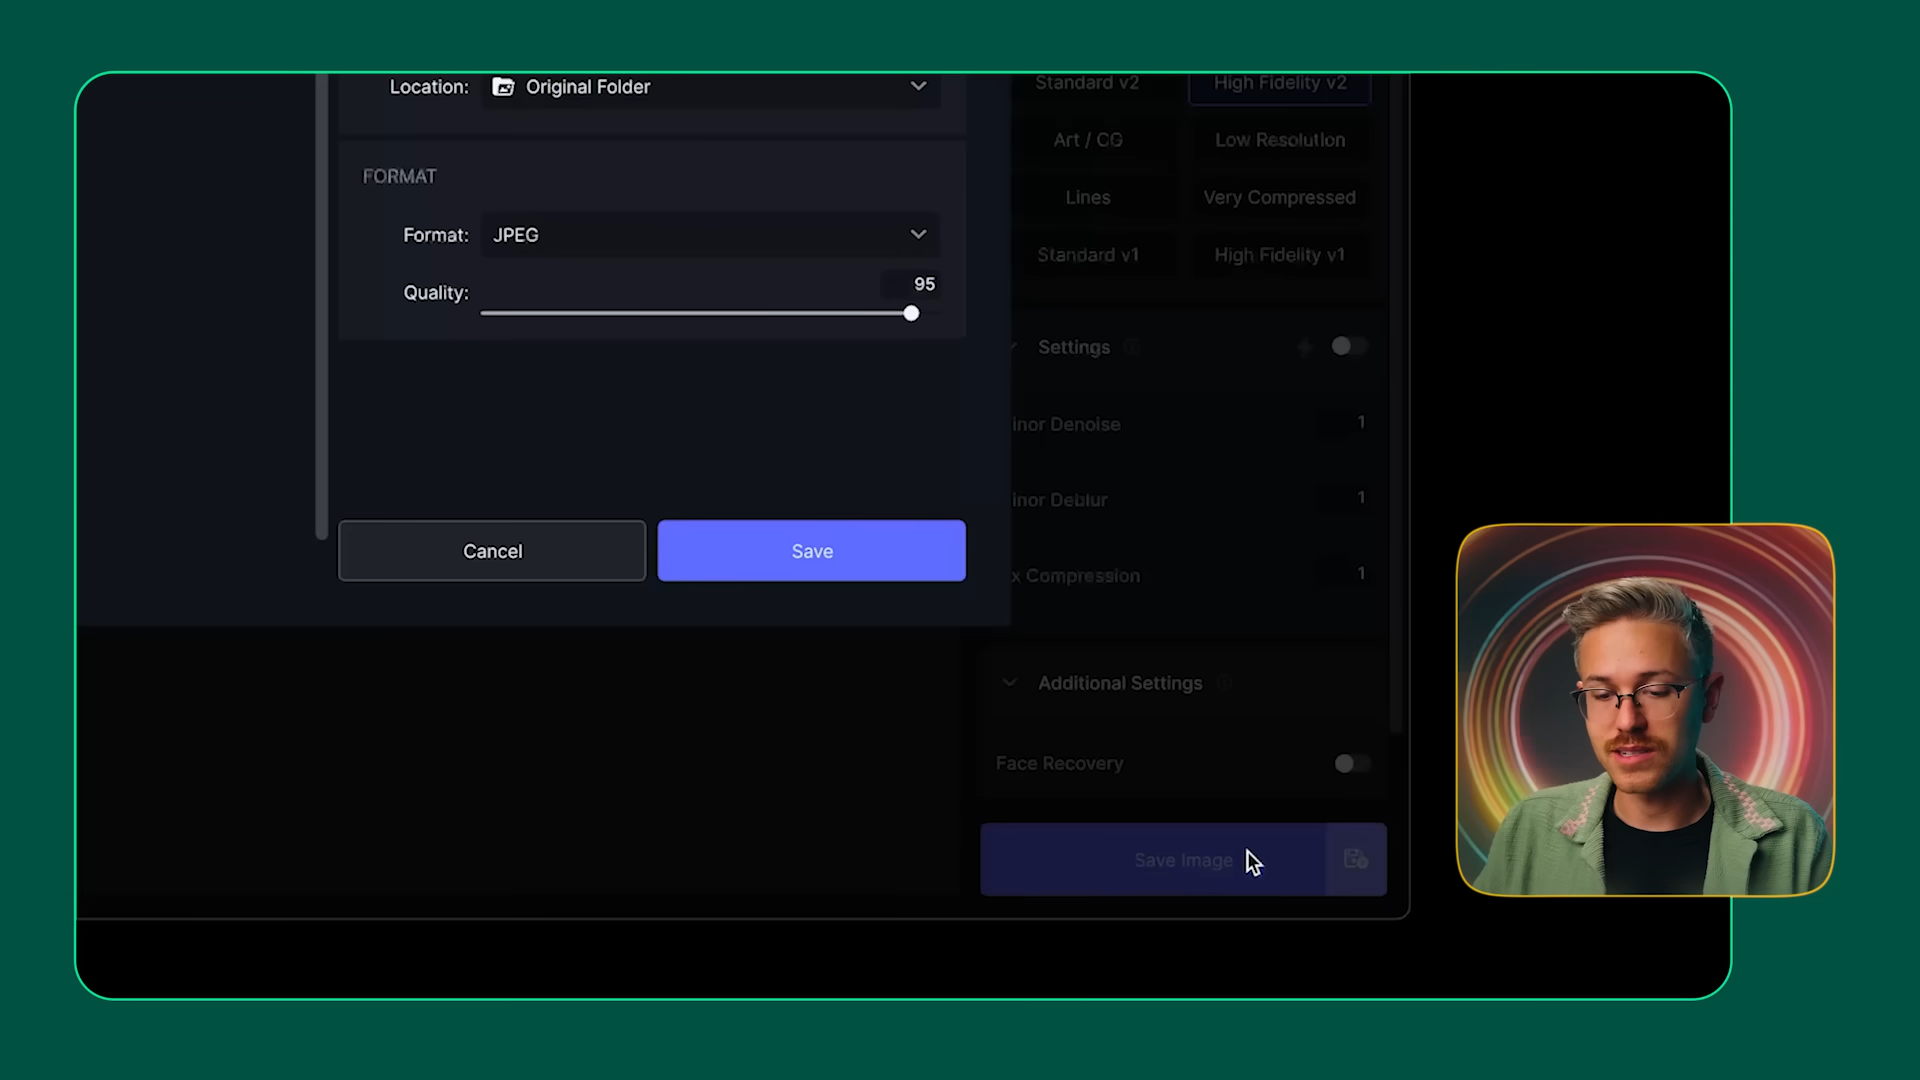 Location: Original Folder
FORMAT
Format: JPEG
Quality: 95
Cancel
Save
Standard v2 High Fidelity v2
Art / CG Low Resolution
Lines Very Compressed
Standard v1 High Fidelity v1
Settings
inor Denoise 1
inor Deblur 1
x Compression 1
Additional Settings
Face Recovery
Save Image